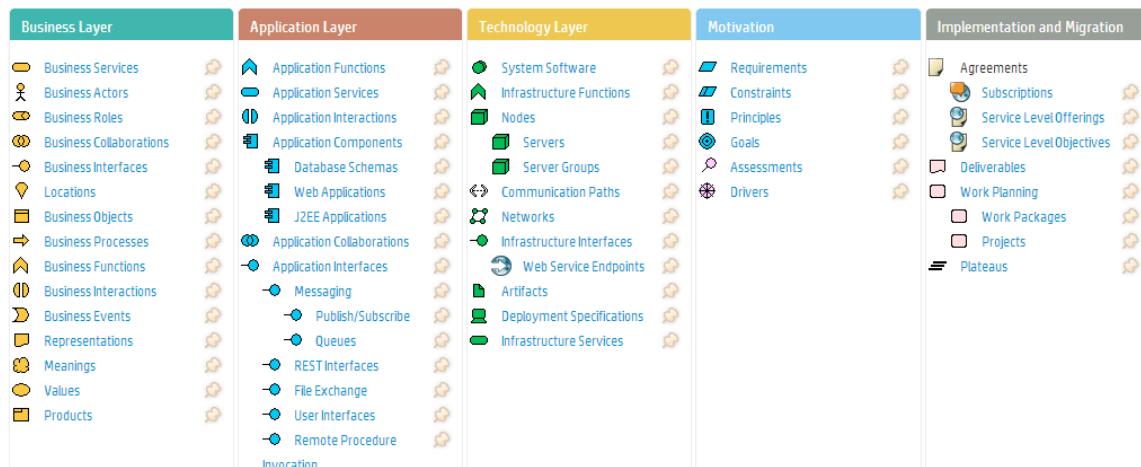 Business Layer
Business Services
Business Actors
Business Roles
Business Collaborations
Business Interfaces
Locations
Business Objects
Business Processes
Business Functions
Business Interactions
Business Events
Representations
Meanings
Values
Products
Application Layer
Application Functions
Application Services
Application Interactions
Application Components
Database Schemas
Web Applications
J2EE Applications
Application Collaborations
Application Interfaces
Messaging
Publish/Subscribe
Queues
REST Interfaces
File Exchange
User Interfaces
Remote Procedure
Invocation
Technology Layer
System Software
Infrastructure Functions
Nodes
Servers
Server Groups
Communication Paths
Networks
Infrastructure Interfaces
Web Service Endpoints
Artifacts
Deployment Specifications
Infrastructure Services
Motivation
Requirements
Constraints
Principles
Goals
Assessments
Drivers
Implementation and Migration
Agreements
Subscriptions
Service Level Offerings
Service Level Objectives
Deliverables
Work Planning
Work Packages
Projects
Plateaus